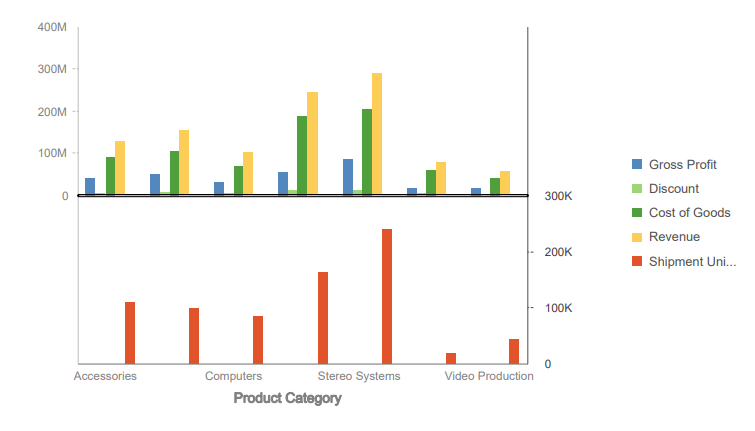 400M
300M
200M
100M
0
300K
200K
100K
0
Gross Profit
Discount
Cost of Goods
Revenue
Shipment Uni...
Accessories Computers Stereo Systems Video Production
Product Category